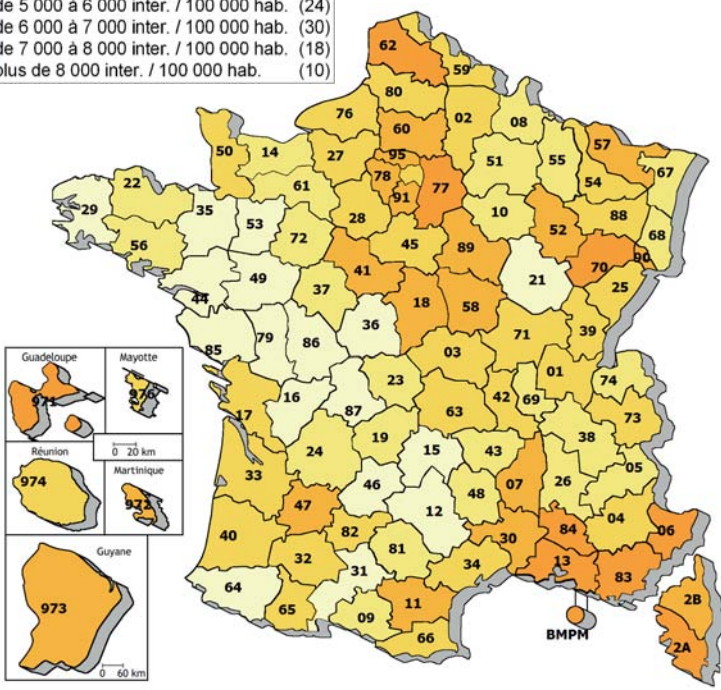 de 5 000 à 6 000 inter. / 100 000 hab. (24)
de 6 000 à 7 000 inter. / 100 000 hab. (30)
de 7 000 à 8 000 inter. / 100 000 hab. (18)
plus de 8 000 inter. / 100 000 hab. (10)
62
59
80
76 02 08
60 57
50 14 27 95 51 55 67
78 77 54
22 61 91
29 35 53 28 10 88 68
56 72 52
45 89 70 90
41 21 25
49 37
44 18 58
36 39
85 79 86 71
03
Guadeloupe Mayotte
971 976
01 74
16 23 42 69
17 87 63 73
0 20 km
19 38
Réunion Martinique
24 15 43
974 972
33 46 07 26 05
48
47 12 04 06
40 82 30 84
Guyane
32 81 34 13 83
31
64 11
973 65 09 2B
66 BMPM
2A
0 60 km